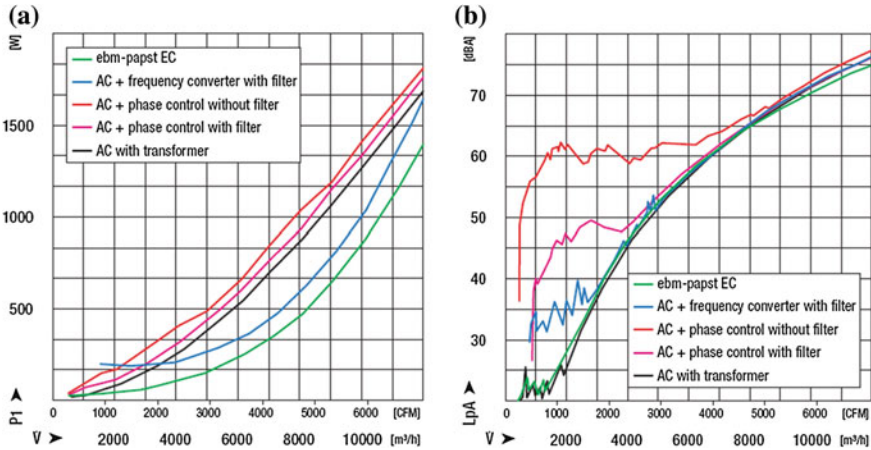 (a)
[W]
ebm-papst EC
AC + frequency converter with filter
AC + phase control without filter
AC + phase control with filter
AC with transformer
1500
1000
500
P1
0 1000 2000 3000 4000 5000 6000 [CFM]
V̇ 2000 4000 6000 8000 10000 [m³/h]
(b)
[dBA]
70
60
50
40
30
LpA
ebm-papst EC
AC + frequency converter with filter
AC + phase control without filter
AC + phase control with filter
AC with transformer
0 1000 2000 3000 4000 5000 6000 [CFM]
V̇ 2000 4000 6000 8000 10000 [m³/h]